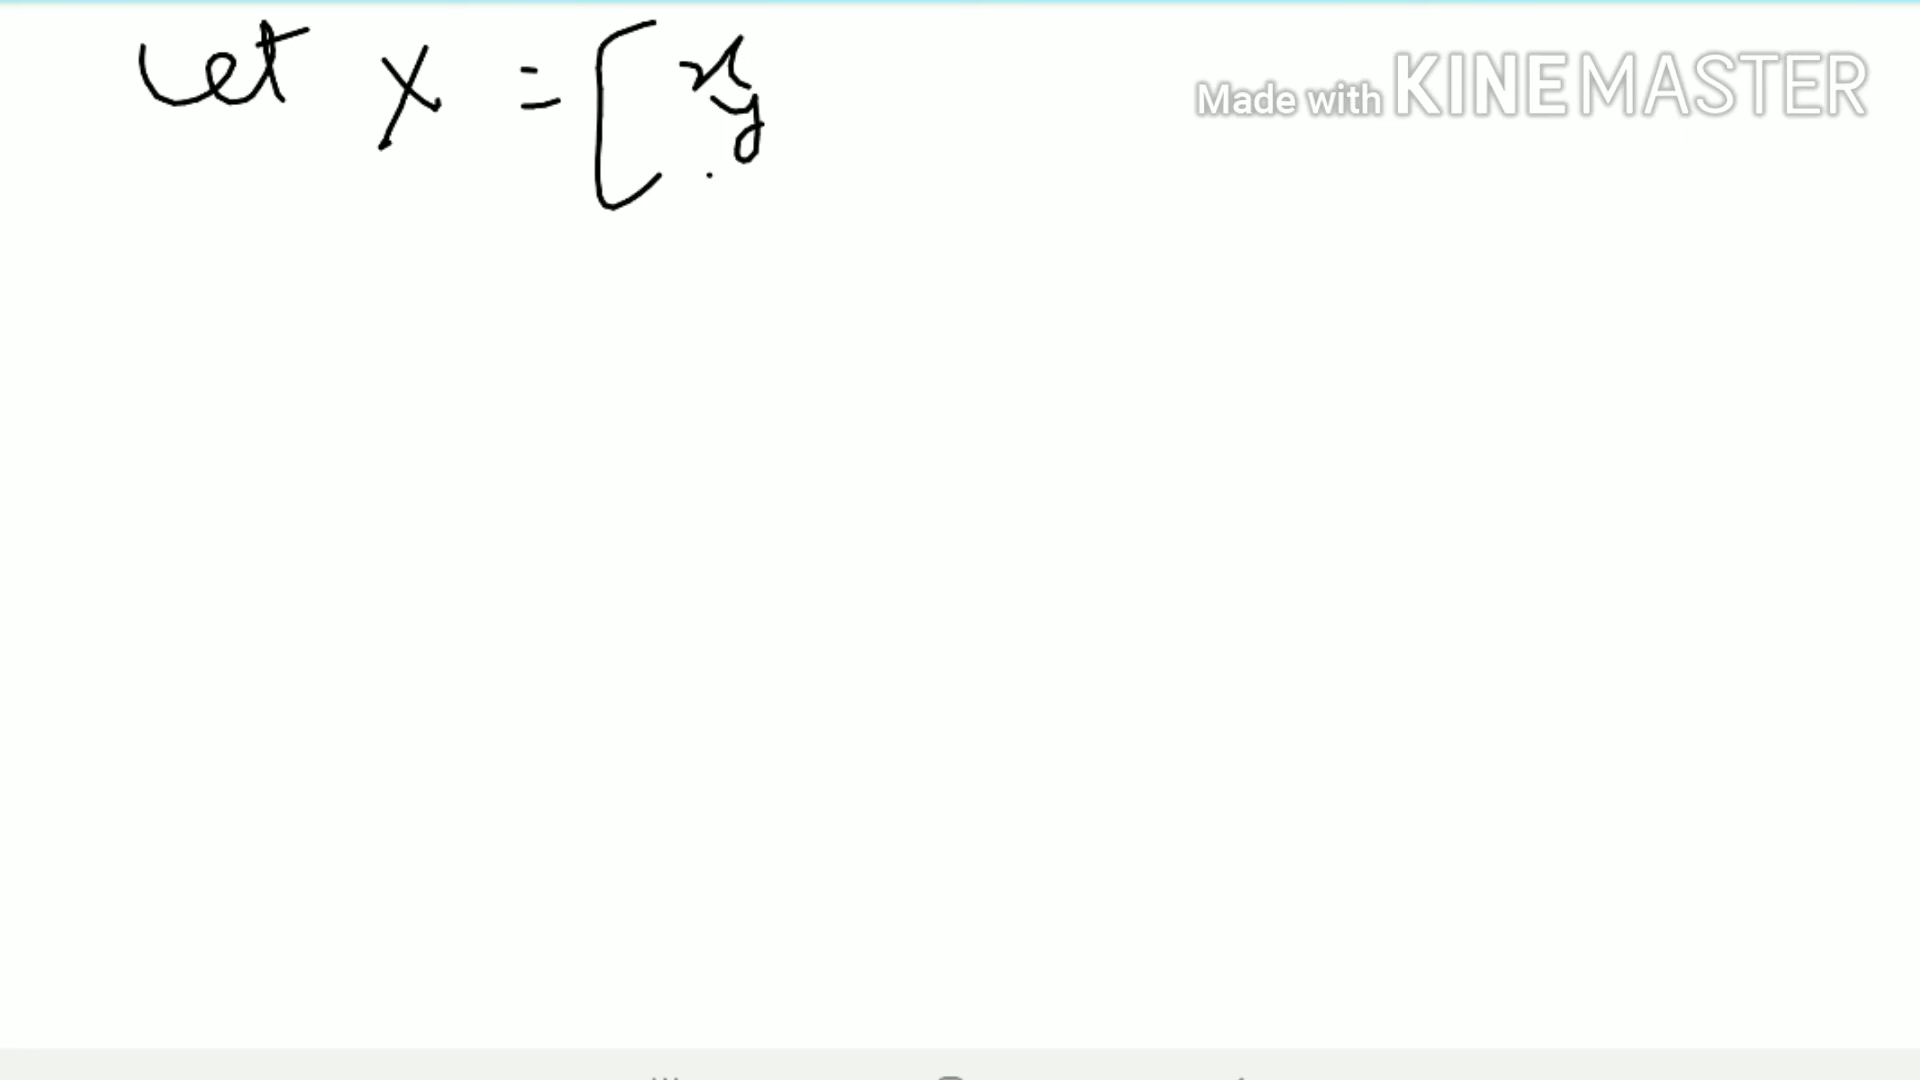 Let X = [x
y
.
Made with KINEMASTER